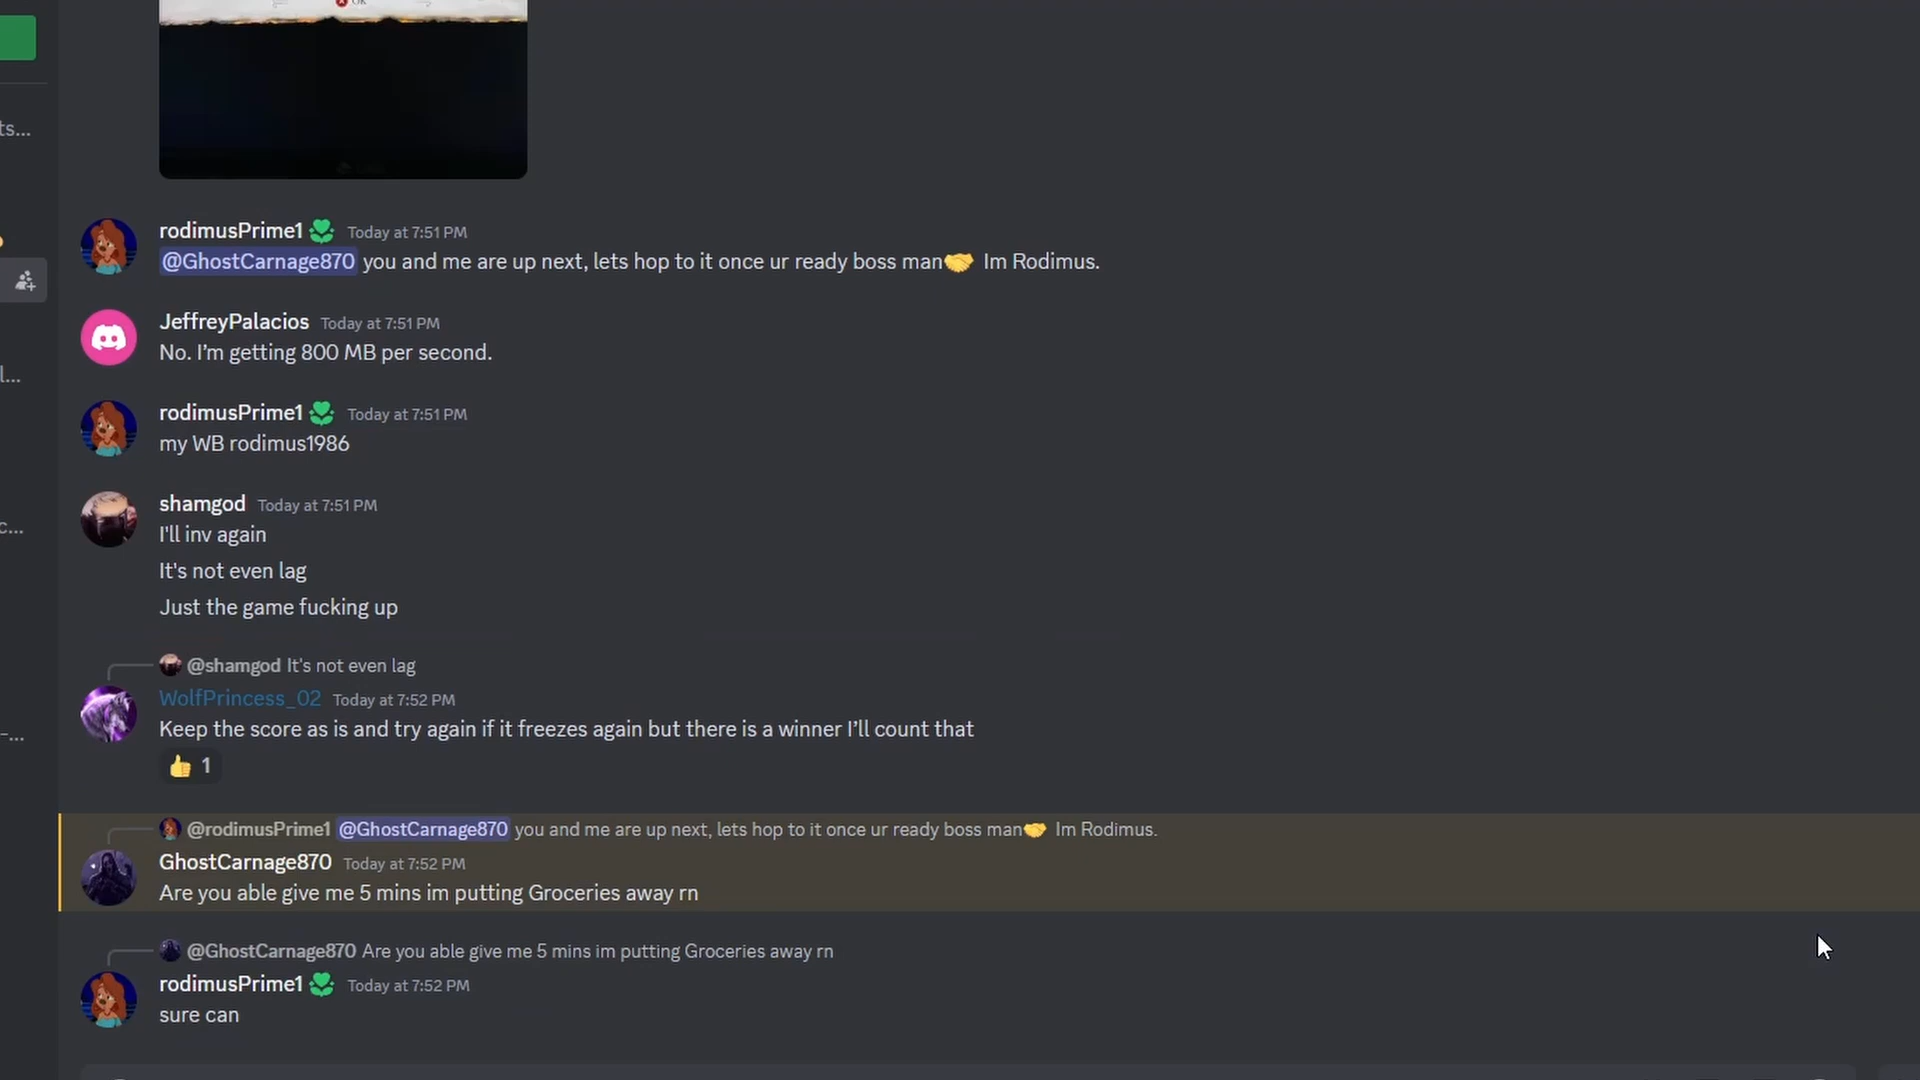 OK
ts...
rodimusPrime1 Today at 7:51 PM
@GhostCarnage870 you and me are up next, lets hop to it once ur ready boss man🤝 Im Rodimus.
JeffreyPalacios Today at 7:51 PM
No. I’m getting 800 MB per second.
l...
rodimusPrime1 Today at 7:51 PM
my WB rodimus1986
shamgod Today at 7:51 PM
I'll inv again
c...
It's not even lag
Just the game fucking up
@shamgod It's not even lag
WolfPrincess_02 Today at 7:52 PM
Keep the score as is and try again if it freezes again but there is a winner I’ll count that
-...
👍 1
@rodimusPrime1 @GhostCarnage870 you and me are up next, lets hop to it once ur ready boss man🤝 Im Rodimus.
GhostCarnage870 Today at 7:52 PM
Are you able give me 5 mins im putting Groceries away rn
@GhostCarnage870 Are you able give me 5 mins im putting Groceries away rn
rodimusPrime1 Today at 7:52 PM
sure can